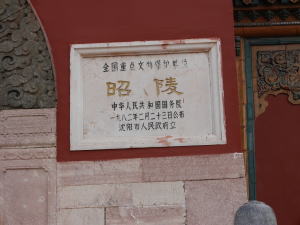 全国重点文物保护单位
昭陵
中华人民共和国国务院
一九八二年二月二十三日公布
沈阳市人民政府立